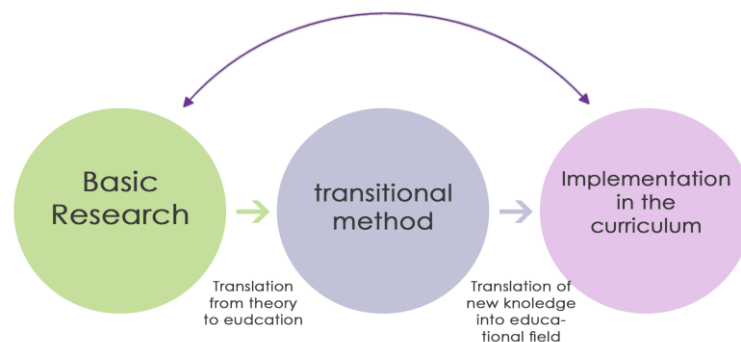 Basic
Research
transitional
method
Implementation
in the
curriculum
Translation
from theory
to eudcation
Translation of
new knoledge
into educa-
tional field